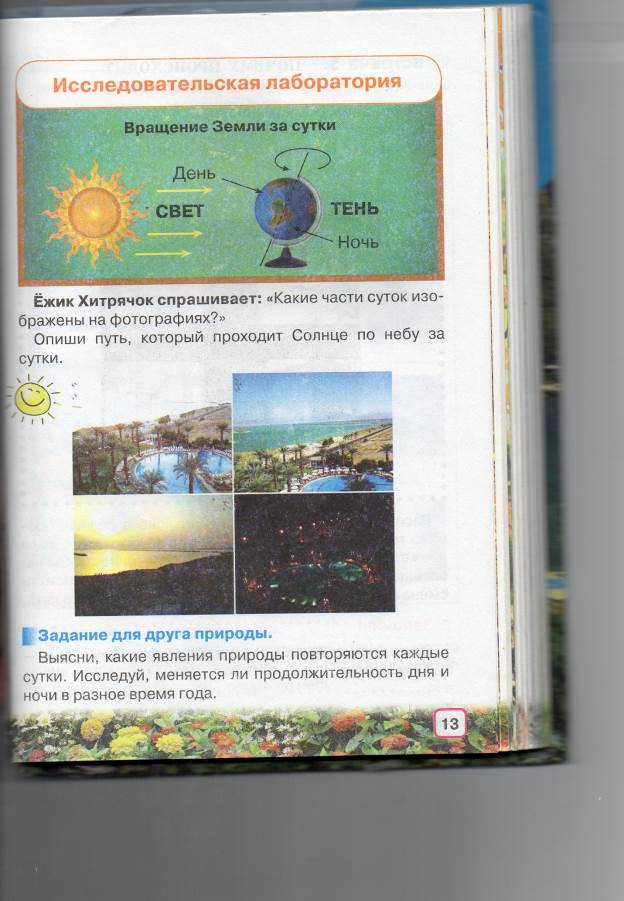 Исследовательская лаборатория
Вращение Земли за сутки
День
СВЕТ
ТЕНЬ
Ночь
Ёжик Хитрячок спрашивает: «Какие части суток изо-
бражены на фотографиях?»
Опиши путь, который проходит Солнце по небу за
сутки.
Задание для друга природы.
Выясни, какие явления природы повторяются каждые
сутки. Исследуй, меняется ли продолжительность дня и
ночи в разное время года.
13